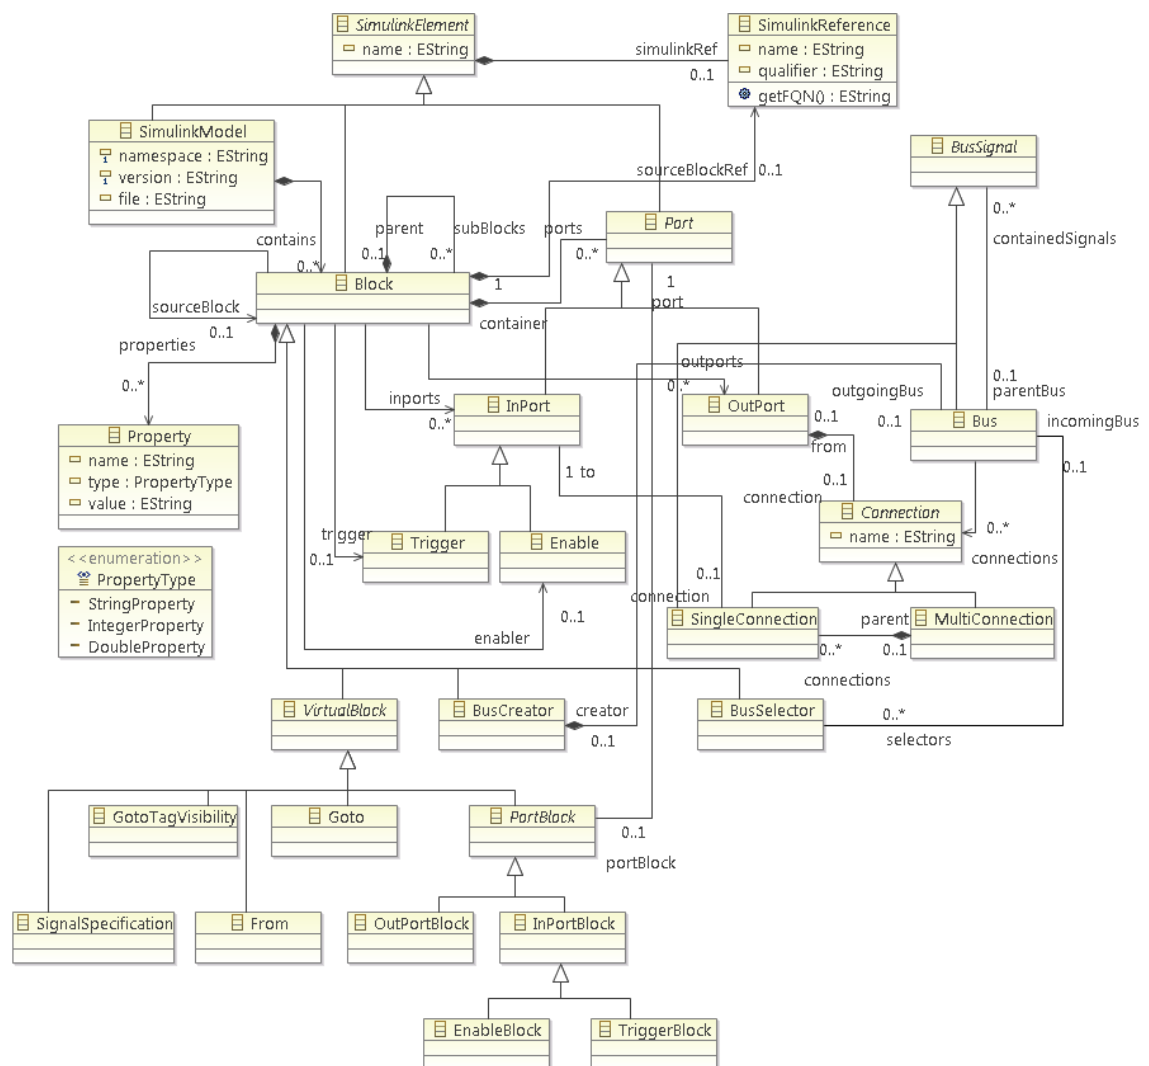 SimulinkElement
name : EString
simulinkRef
0..1
SimulinkReference
name : EString
qualifier : EString
getFQN() : EString
SimulinkModel
namespace : EString
version : EString
file : EString
BusSignal
0..*
containedSignals
sourceBlockRef
0..1
Port
contains
0..*
parent
0..1
subBlocks
0..*
ports
0..*
Block
1
1
port
container
sourceBlock
0..1
properties
0..*
outports
0..*
inports
0..*
InPort
OutPort
0..1
from
0..1
connection
outgoingBus
0..1
0..1
parentBus
Bus
incomingBus
0..1
Property
name : EString
type : PropertyType
value : EString
1 to
Connection
name : EString
0..*
connections
trigger
0..1
Trigger
Enable
<<enumeration>>
PropertyType
StringProperty
IntegerProperty
DoubleProperty
0..1
enabler
0..1
connection
SingleConnection
parent
0..*
0..1
MultiConnection
connections
VirtualBlock
BusCreator
creator
0..1
BusSelector
0..*
selectors
GotoTagVisibility
Goto
PortBlock
0..1
portBlock
SignalSpecification
From
OutPortBlock
InPortBlock
EnableBlock
TriggerBlock